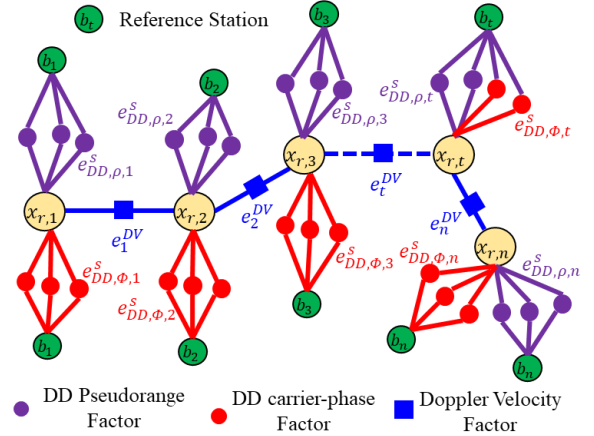 b_t Reference Station
b_1
b_2
b_3
b_t
e^s_{DD,ρ,1}
e^s_{DD,ρ,2}
e^s_{DD,ρ,3}
e^s_{DD,ρ,t}
e^s_{DD,Φ,t}
x_{r,1}
x_{r,2}
x_{r,3}
x_{r,t}
x_{r,n}
e^{DV}_1
e^{DV}_2
e^{DV}_t
e^{DV}_n
e^s_{DD,Φ,1}
e^s_{DD,Φ,2}
e^s_{DD,Φ,3}
e^s_{DD,Φ,n}
e^s_{DD,ρ,n}
b_1
b_2
b_3
b_n
b_n
DD Pseudorange
Factor
DD carrier-phase
Factor
Doppler Velocity
Factor